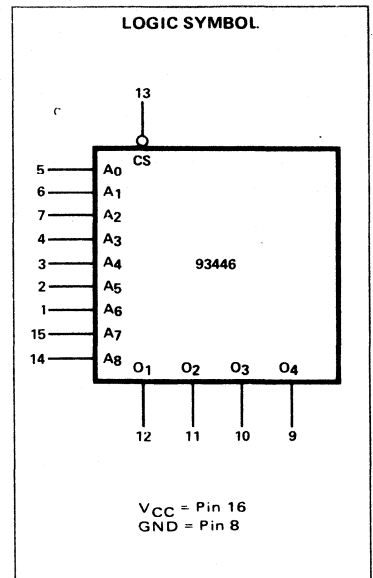 LOGIC SYMBOL
13
CS
5 A0
6 A1
7 A2
4 A3
3 A4
93446
2 A5
1 A6
15 A7
14 A8
O1 O2 O3 O4
12 11 10 9
VCC = Pin 16
GND = Pin 8